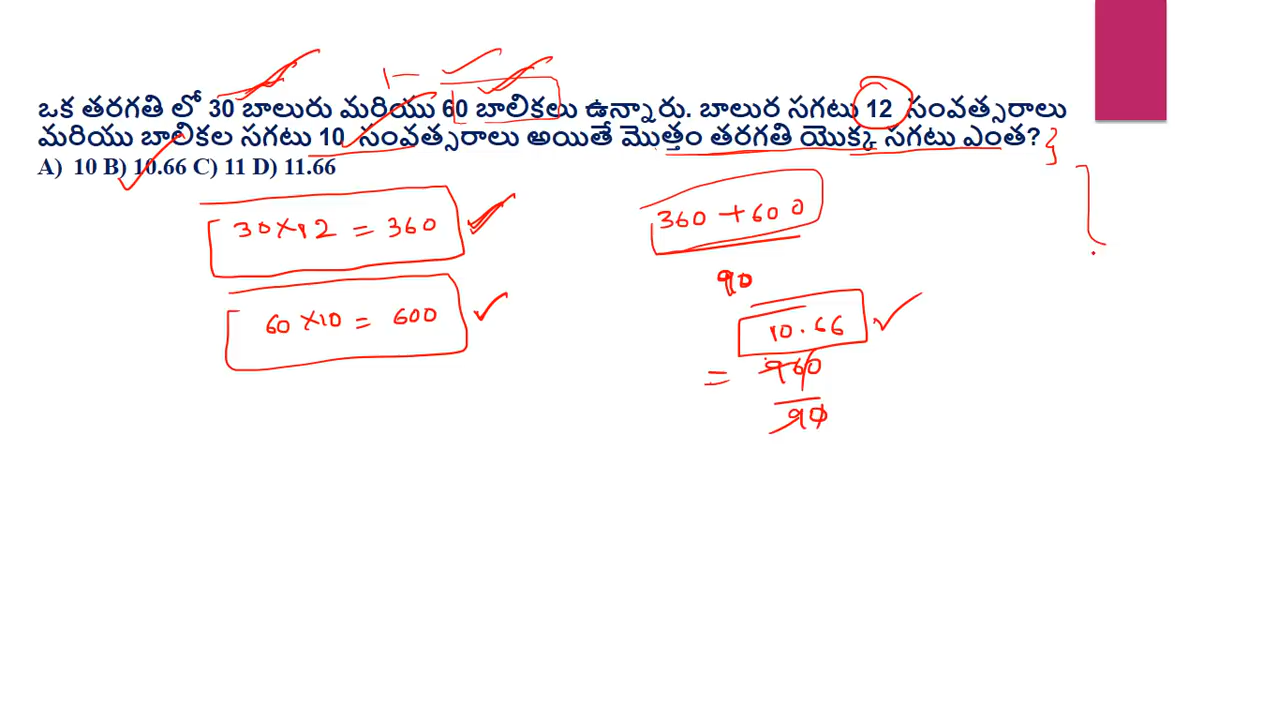 ఒక తరగతి లో 30 బాలురు మరియు 60 బాలికలు ఉన్నారు. బాలుర సగటు 12 సంవత్సరాలు
మరియు బాలికల సగటు 10 సంవత్సరాలు అయితే మొత్తం తరగతి యొక్క సగటు ఎంత?
A) 10 B) 10.66 C) 11 D) 11.66
30×12 = 360
60×10 = 600
360 + 600
90
10.66
= 960
90